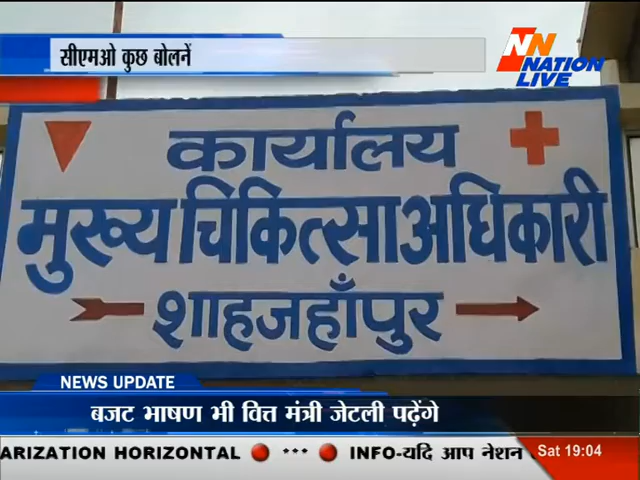 सीएमओ कुछ बोलनें
NN
NATION
LIVE
कार्यालय
मुख्य चिकित्सा अधिकारी
शाहजहाँपुर
NEWS UPDATE
बजट भाषण भी वित्त मंत्री जेटली पढ़ेंगे
ARIZATION HORIZONTAL ● *** ● INFO-यदि आप नेशन
Sat 19:04